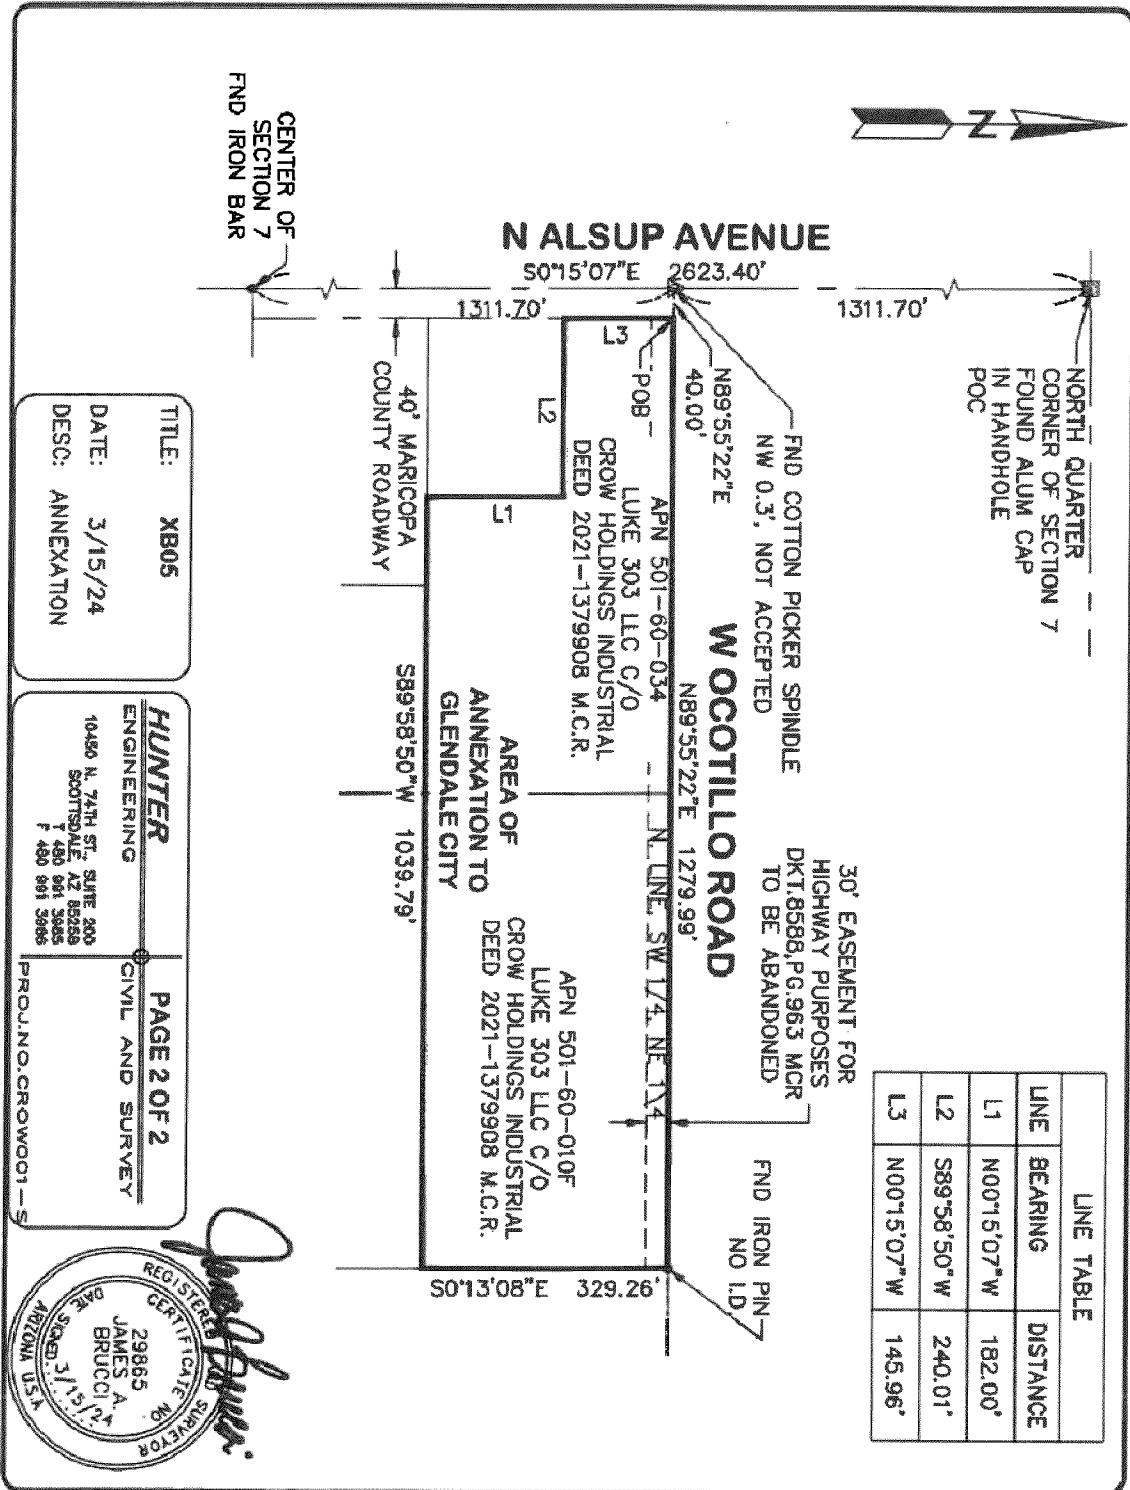 N
CENTER OF
SECTION 7
FND IRON BAR
N ALSUP AVENUE
S0°15'07"E 2623.40'
1311.70'
1311.70'
NORTH QUARTER
CORNER OF SECTION 7
FOUND ALUM CAP
IN HANDHOLE
POC
FND COTTON PICKER SPINDLE
NW 0.3', NOT ACCEPTED
N89°55'22"E
40.00'
W OCOTILLO ROAD
N89°55'22"E 1279.99'
30' EASEMENT FOR
HIGHWAY PURPOSES
DKT.8588,PG.963 MCR
TO BE ABANDONED
FND IRON PIN
NO I.D
LINE TABLE
LINE BEARING DISTANCE
L1 N00°15'07"W 182.00'
L2 S89°58'50"W 240.01'
L3 N00°15'07"W 145.96'
L3
POB
L2
L1
APN 501-60-034
LUKE 303 LLC C/O
CROW HOLDINGS INDUSTRIAL
DEED 2021-1379908 M.C.R.
N. LINE, SW 1/4, NE 1\4
AREA OF
ANNEXATION TO
GLENDALE CITY
APN 501-60-010F
LUKE 303 LLC C/O
CROW HOLDINGS INDUSTRIAL
DEED 2021-1379908 M.C.R.
40' MARICOPA
COUNTY ROADWAY
S89°58'50"W 1039.79'
S0°13'08"E 329.26'
TITLE: XB05
DATE: 3/15/24
DESC: ANNEXATION
HUNTER
ENGINEERING
10450 N. 74TH ST., SUITE 200
SCOTTSDALE, AZ 85258
T 480 991 3985
F 480 991 3986
PAGE 2 OF 2
CIVIL AND SURVEY
PROJ.NO.CROW001-S
REGISTERED LAND SURVEYOR
CERTIFICATE NO
29865
JAMES A.
BRUCCI
DATE SIGNED 3/15/24
ARIZONA U.S.A